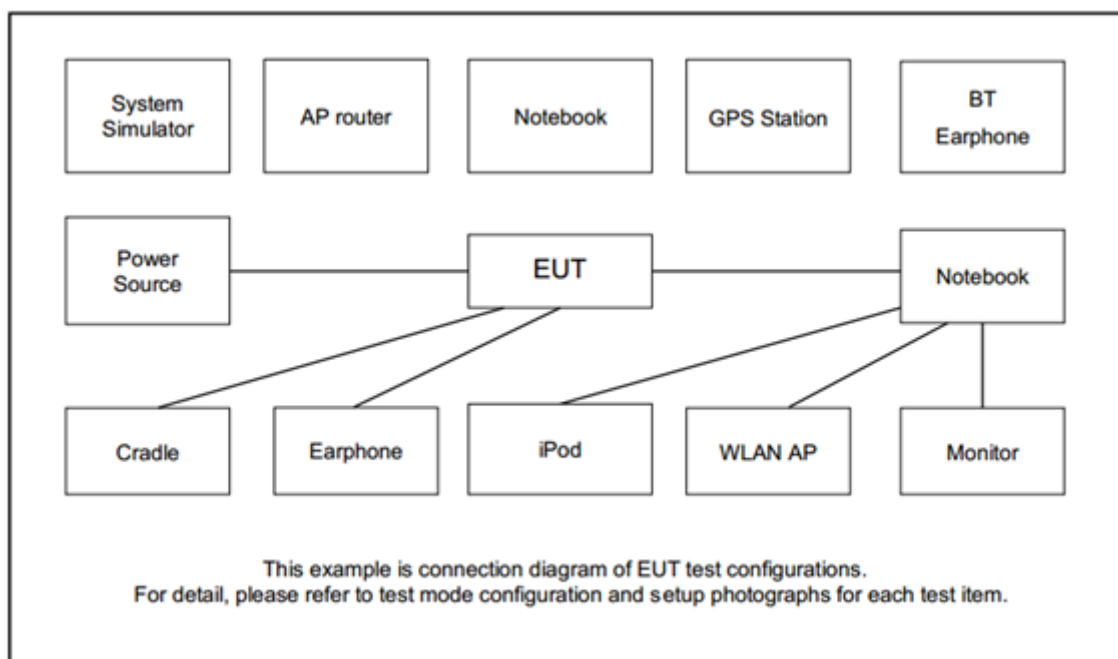 System
Simulator
AP router
Notebook
GPS Station
BT
Earphone
Power
Source
EUT
Notebook
Cradle
Earphone
iPod
WLAN AP
Monitor
This example is connection diagram of EUT test configurations.
For detail, please refer to test mode configuration and setup photographs for each test item.